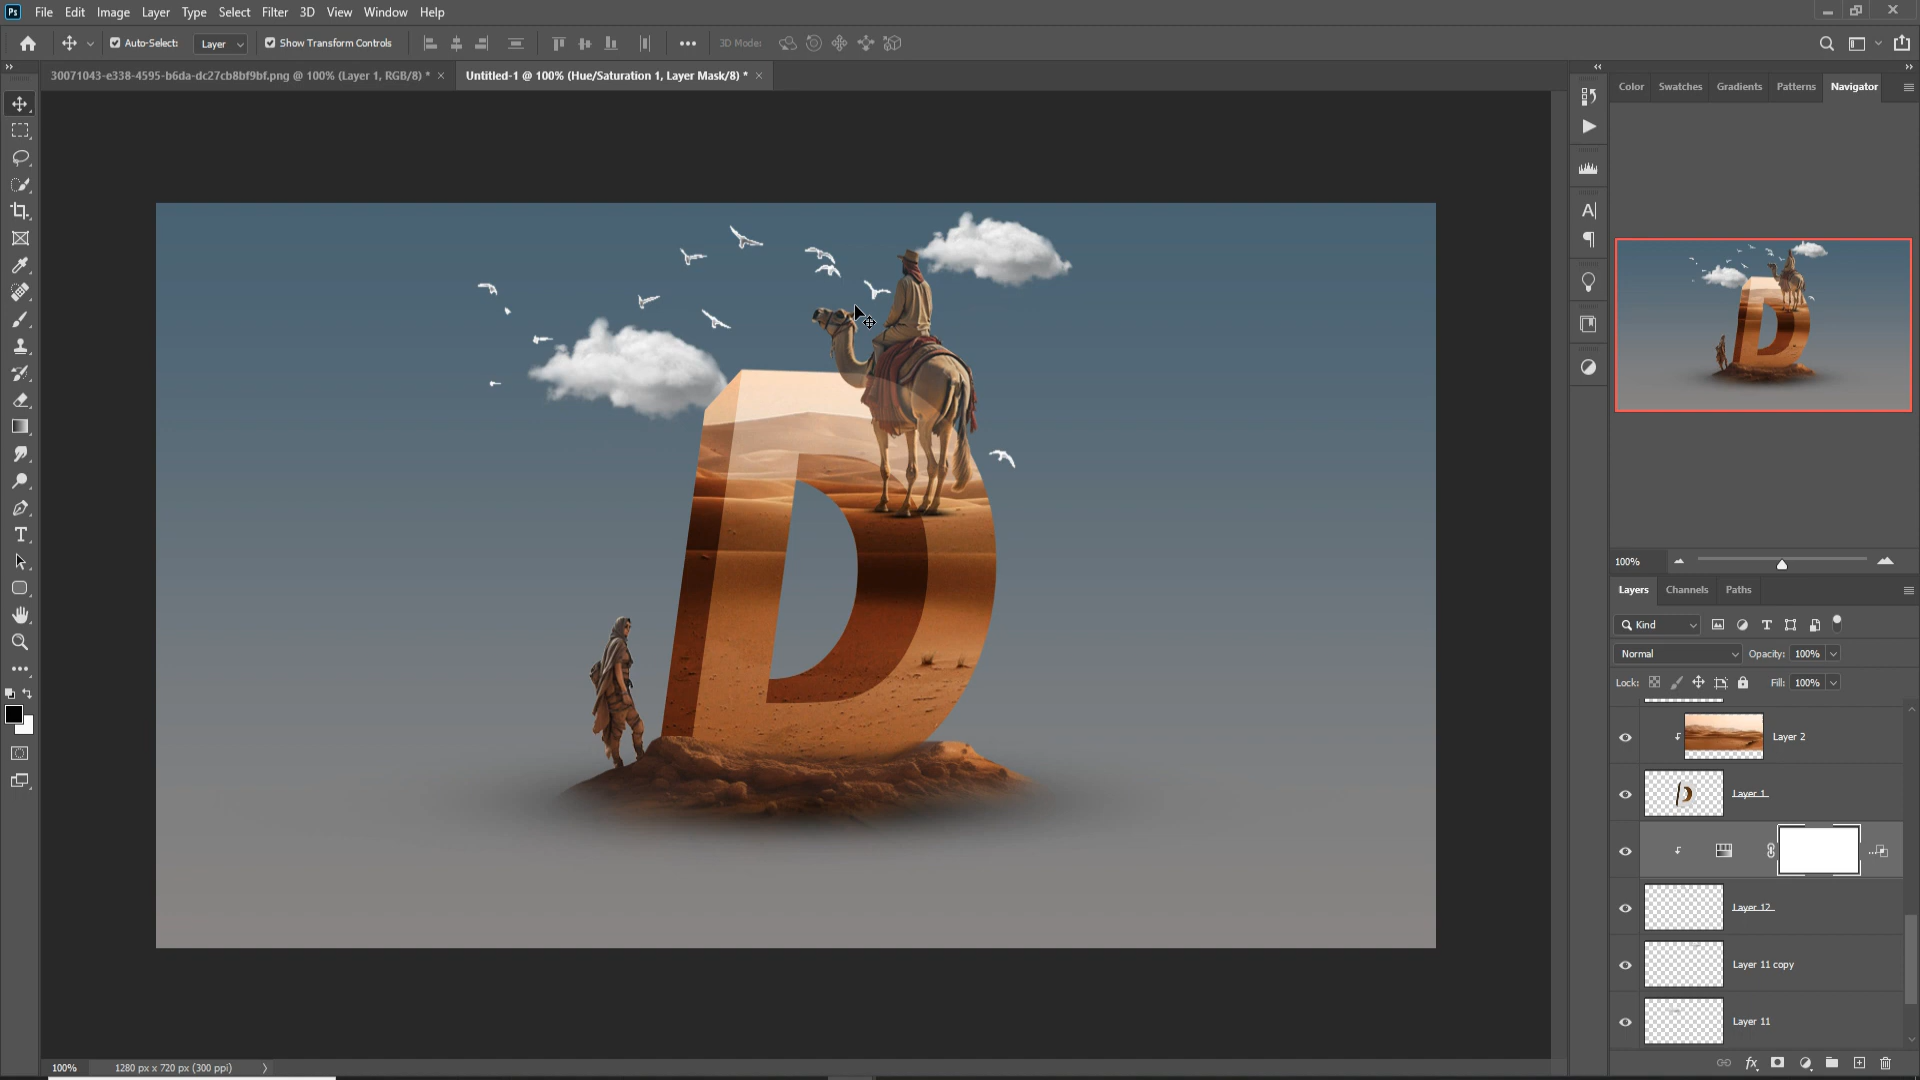 Ps File Edit Image Layer Type Select Filter 3D View Window Help
Auto-Select: Layer Show Transform Controls 3D Mode:
30071043-e338-4595-b6da-dc27cb8bf9bf.png @ 100% (Layer 1, RGB/8) * × Untitled-1 @ 100% (Hue/Saturation 1, Layer Mask/8) * ×
Color Swatches Gradients Patterns Navigator
D
100%
Layers Channels Paths
Kind
Normal Opacity: 100%
Lock: Fill: 100%
Layer 2
Layer 1
Layer 12
Layer 11 copy
Layer 11
100% 1280 px x 720 px (300 ppi)